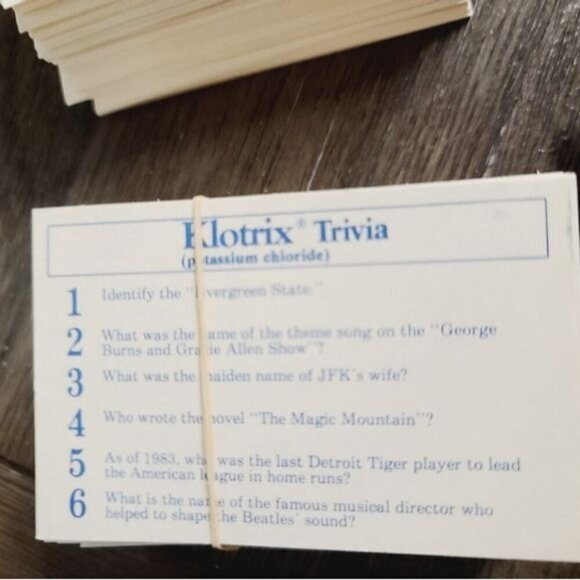 Klotrix® Trivia
(potassium chloride)
1 Identify the "Evergreen State."
2 What was the name of the theme song on the "George
Burns and Gracie Allen Show"?
3 What was the maiden name of JFK's wife?
4 Who wrote the novel "The Magic Mountain"?
5 As of 1983, who was the last Detroit Tiger player to lead
the American league in home runs?
6 What is the name of the famous musical director who
helped to shape the Beatles' sound?